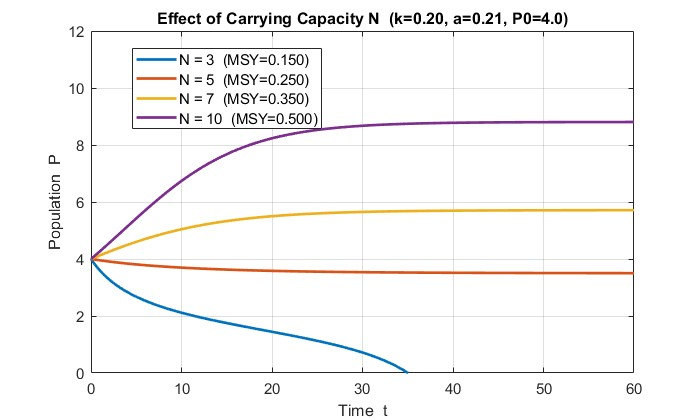 Effect of Carrying Capacity N (k=0.20, a=0.21, P0=4.0)
12
10
8
6
4
2
0
Population P
N = 3 (MSY=0.150)
N = 5 (MSY=0.250)
N = 7 (MSY=0.350)
N = 10 (MSY=0.500)
0 10 20 30 40 50 60
Time t